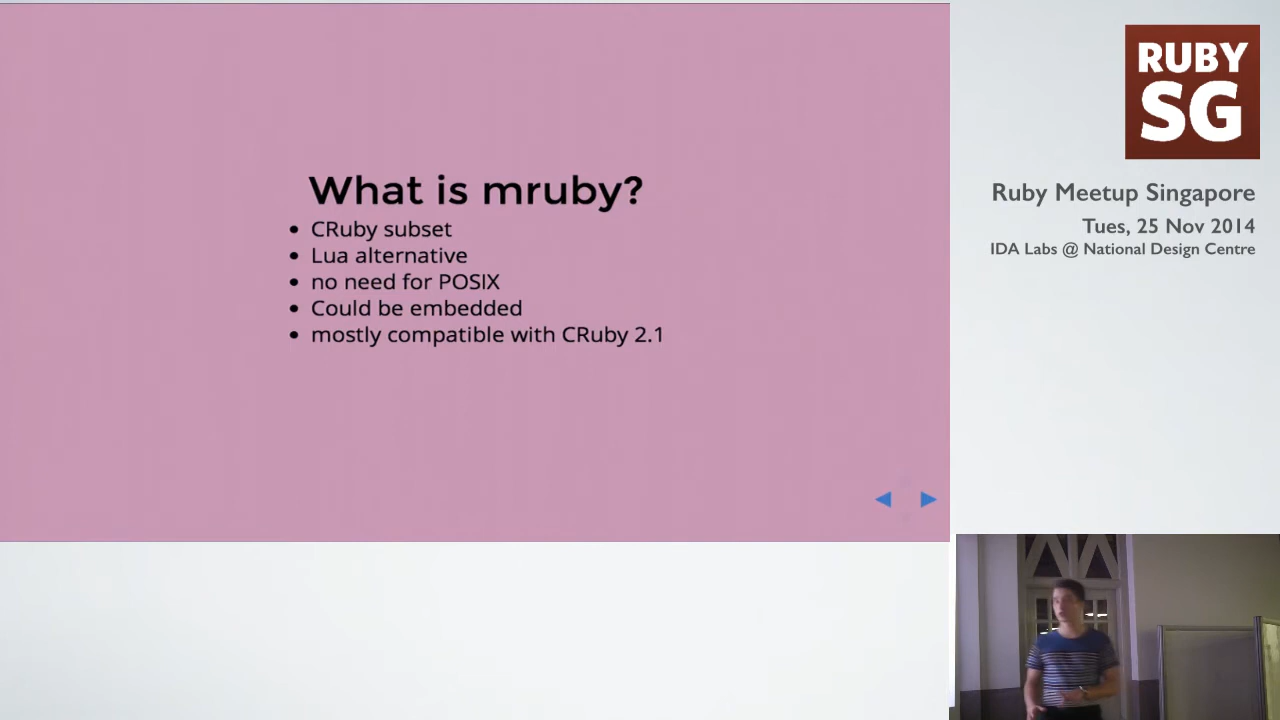 What is mruby?
• CRuby subset
• Lua alternative
• no need for POSIX
• Could be embedded
• mostly compatible with CRuby 2.1
RUBY
SG
Ruby Meetup Singapore
Tues, 25 Nov 2014
IDA Labs @ National Design Centre